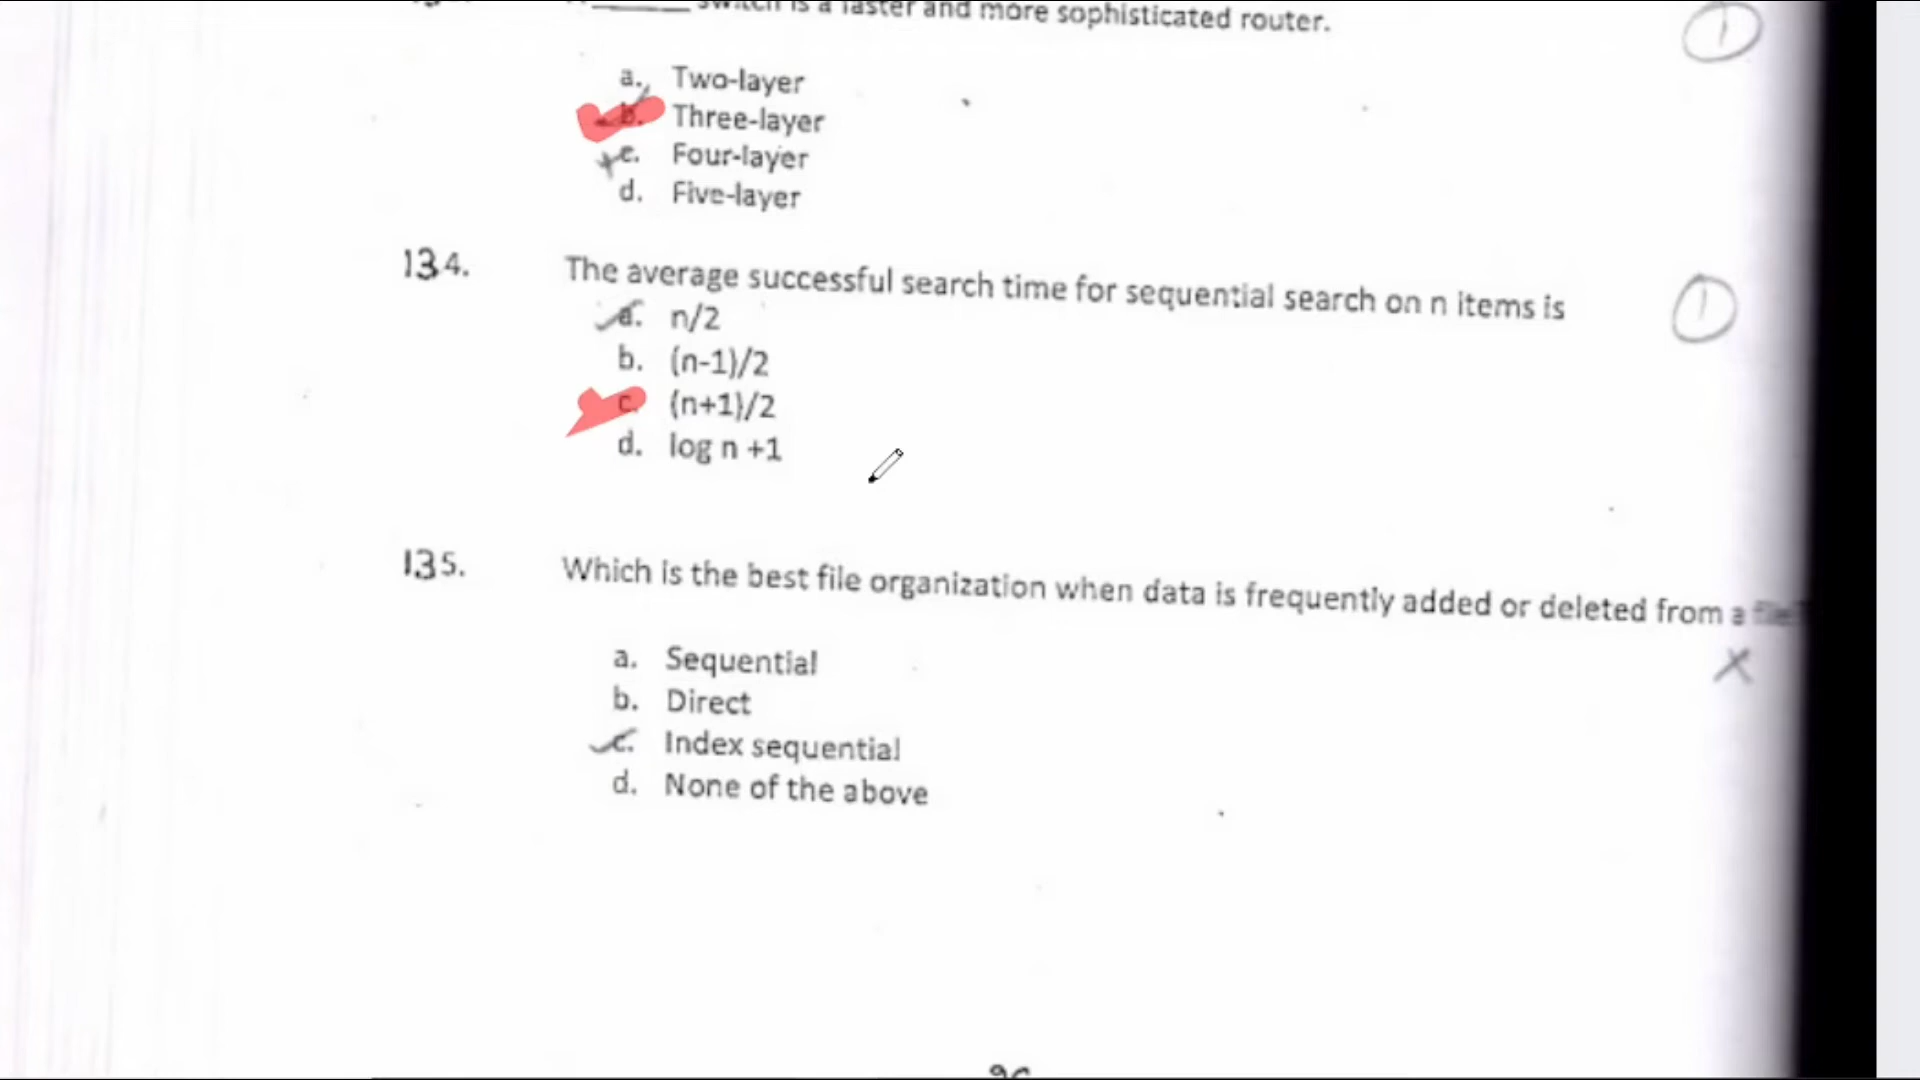 switch is a faster and more sophisticated router.
a. Two-layer
b. Three-layer
c. Four-layer
d. Five-layer
134. The average successful search time for sequential search on n items is
a. n/2
b. (n-1)/2
c. (n+1)/2
d. log n +1
135. Which is the best file organization when data is frequently added or deleted from a file?
a. Sequential
b. Direct
c. Index sequential
d. None of the above